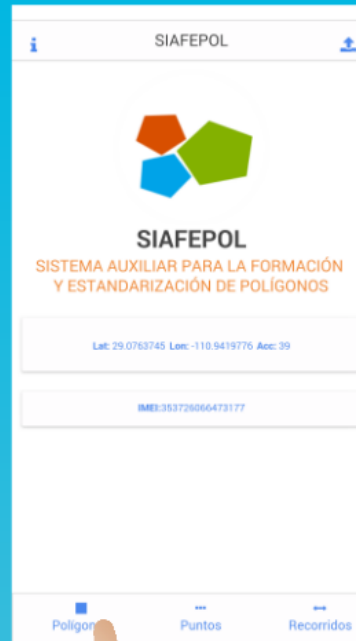 SIAFEPOL
SIAFEPOL
SISTEMA AUXILIAR PARA LA FORMACIÓN
Y ESTANDARIZACIÓN DE POLÍGONOS
Lat: 29.0763745 Lon: -110.9419776 Acc: 39
IMEI:353726066473177
Puntos
Recorridos